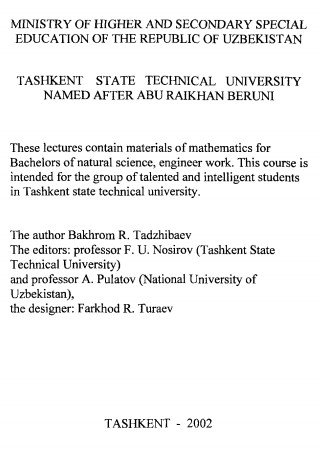 MINISTRY OF HIGHER AND SECONDARY SPECIAL
EDUCATION OF THE REPUBLIC OF UZBEKISTAN
TASHKENT STATE TECHNICAL UNIVERSITY
NAMED AFTER ABU RAIKHAN BERUNI
These lectures contain materials of mathematics for
Bachelors of natural science, engineer work. This course is
intended for the group of talented and intelligent students
in Tashkent state technical university.
The author Bakhrom R. Tadzhibaev
The editors: professor F. U. Nosirov (Tashkent State
Technical University)
and professor A. Pulatov (National University of
Uzbekistan),
the designer: Farkhod R. Turaev
TASHKENT - 2002